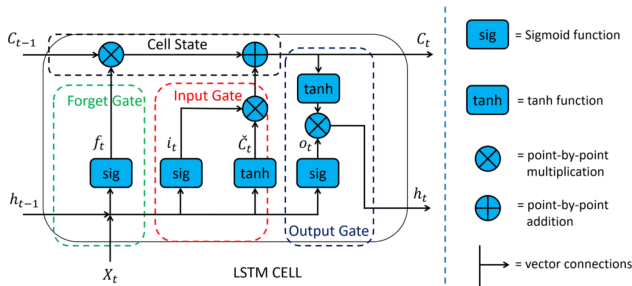 C_{t-1}
Cell State
C_t
Forget Gate
Input Gate
tanh
f_t
i_t
Č_t
o_t
sig
sig
tanh
sig
h_{t-1}
h_t
X_t
Output Gate
LSTM CELL
sig
= Sigmoid function
tanh
= tanh function
= point-by-point
multiplication
= point-by-point
addition
= vector connections